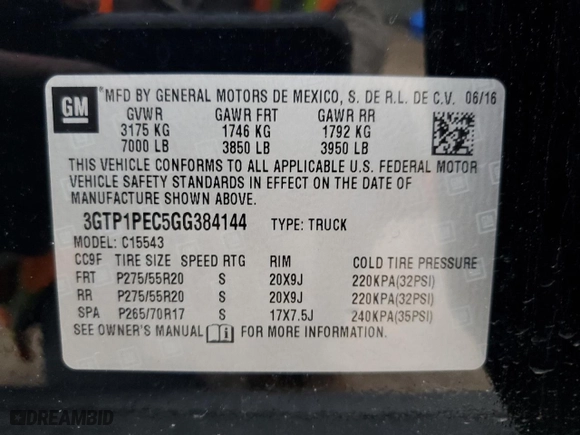 GM
*MFD BY GENERAL MOTORS DE MEXICO, S. DE R.L. DE C.V. 06/16
GVWR GAWR FRT GAWR RR
3175 KG 1746 KG 1792 KG
7000 LB 3850 LB 3950 LB
THIS VEHICLE CONFORMS TO ALL APPLICABLE U.S. FEDERAL MOTOR
VEHICLE SAFETY STANDARDS IN EFFECT ON THE DATE OF
MANUFACTURE SHOWN ABOVE.
3GTP1PEC5GG384144 TYPE: TRUCK
MODEL: C15543
CC9F TIRE SIZE SPEED RTG RIM COLD TIRE PRESSURE
FRT P275/55R20 S 20X9J 220KPA(32PSI)
RR P275/55R20 S 20X9J 220KPA(32PSI)
SPA P265/70R17 S 17X7.5J 240KPA(35PSI)
SEE OWNER'S MANUAL FOR ADDITIONAL INFORMATION.
DREAMBID